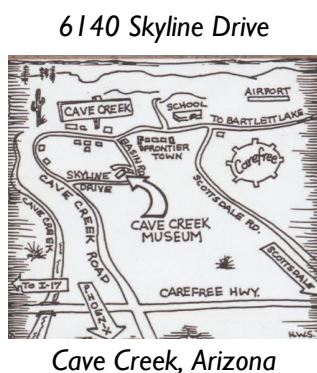 6140 Skyline Drive
AIRPORT
SCHOOL
CAVE CREEK
TO BARTLETT LAKE
FRONTIER
TOWN
BASIN
Carefree
SKYLINE
DRIVE
CAVE CREEK
MUSEUM
CAVE CREEK ROAD
CAVE CREEK
SCOTTSDALE RD.
SCOTTSDALE
TO I-17
PHOENIX
CAREFREE HWY.
H.W.S.
Cave Creek, Arizona